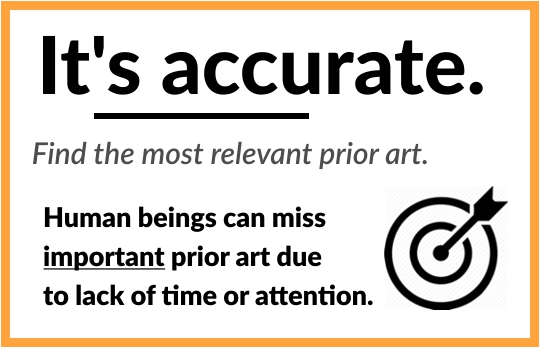 It's accurate.
Find the most relevant prior art.
Human beings can miss
important prior art due
to lack of time or attention.